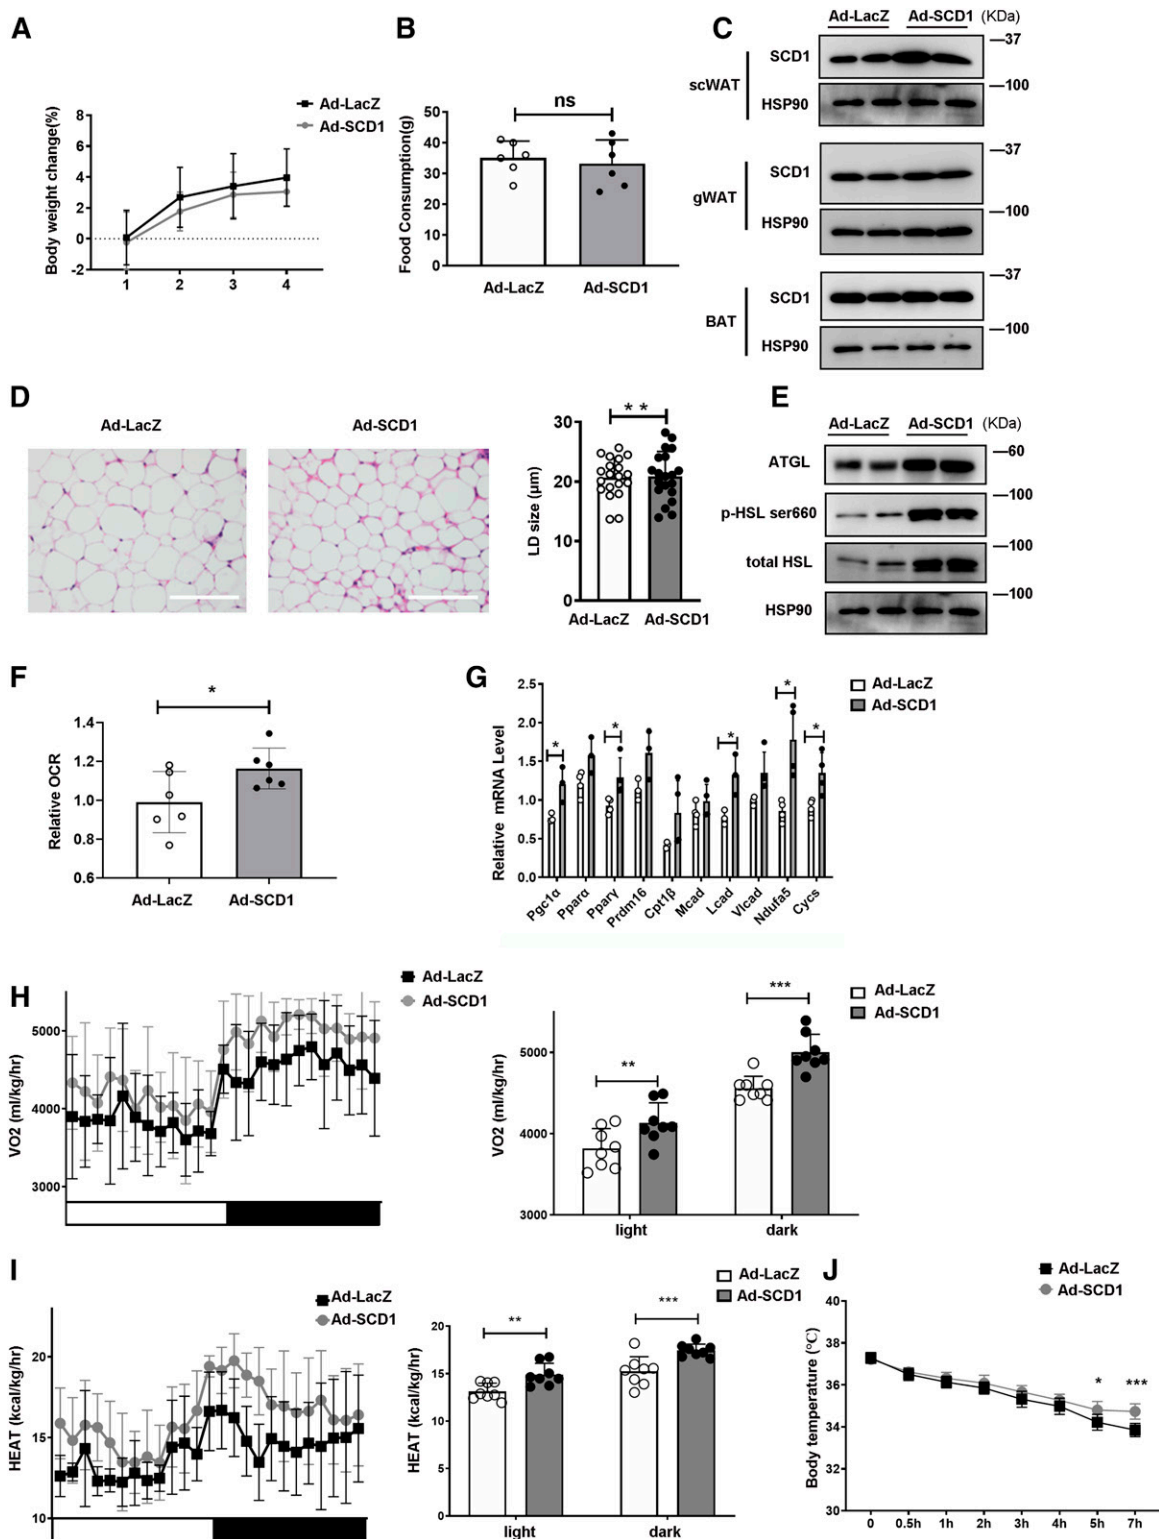 A
Ad-LacZ
Ad-SCD1
Body weight change(%)
8
6
4
2
0
-2
1 2 3 4
B
ns
Food Consumption(g)
50
40
30
20
10
0
Ad-LacZ Ad-SCD1
C
Ad-LacZ Ad-SCD1 (KDa)
scWAT
SCD1 —37
HSP90 —100
gWAT
SCD1 —37
HSP90 —100
BAT
SCD1 —37
HSP90 —100
D
Ad-LacZ Ad-SCD1
* *
LD size (μm)
30
20
10
0
Ad-LacZ Ad-SCD1
E
Ad-LacZ Ad-SCD1 (KDa)
ATGL —60
p-HSL ser660 —100
total HSL —100
HSP90 —100
F
*
Relative OCR
1.4
1.2
1.0
0.8
0.6
Ad-LacZ Ad-SCD1
G
Ad-LacZ
Ad-SCD1
Relative mRNA Level
2.5
2.0
1.5
1.0
0.5
0.0
* * * * *
Pgc1α Pparα Pparγ Prdm16 Cpt1β Mcad Lcad Vlcad Ndufa5 Cycs
H
Ad-LacZ
Ad-SCD1
VO2 (ml/kg/hr)
5000
4000
3000
Ad-LacZ
Ad-SCD1
VO2 (ml/kg/hr)
5000
4000
3000
** ***
light dark
I
Ad-LacZ
Ad-SCD1
HEAT (kcal/kg/hr)
20
15
10
Ad-LacZ
Ad-SCD1
HEAT (kcal/kg/hr)
20
15
10
5
0
** ***
light dark
J
Ad-LacZ
Ad-SCD1
Body temperature (°C)
40
38
36
34
32
30
* ***
0 0.5h 1h 2h 3h 4h 5h 7h